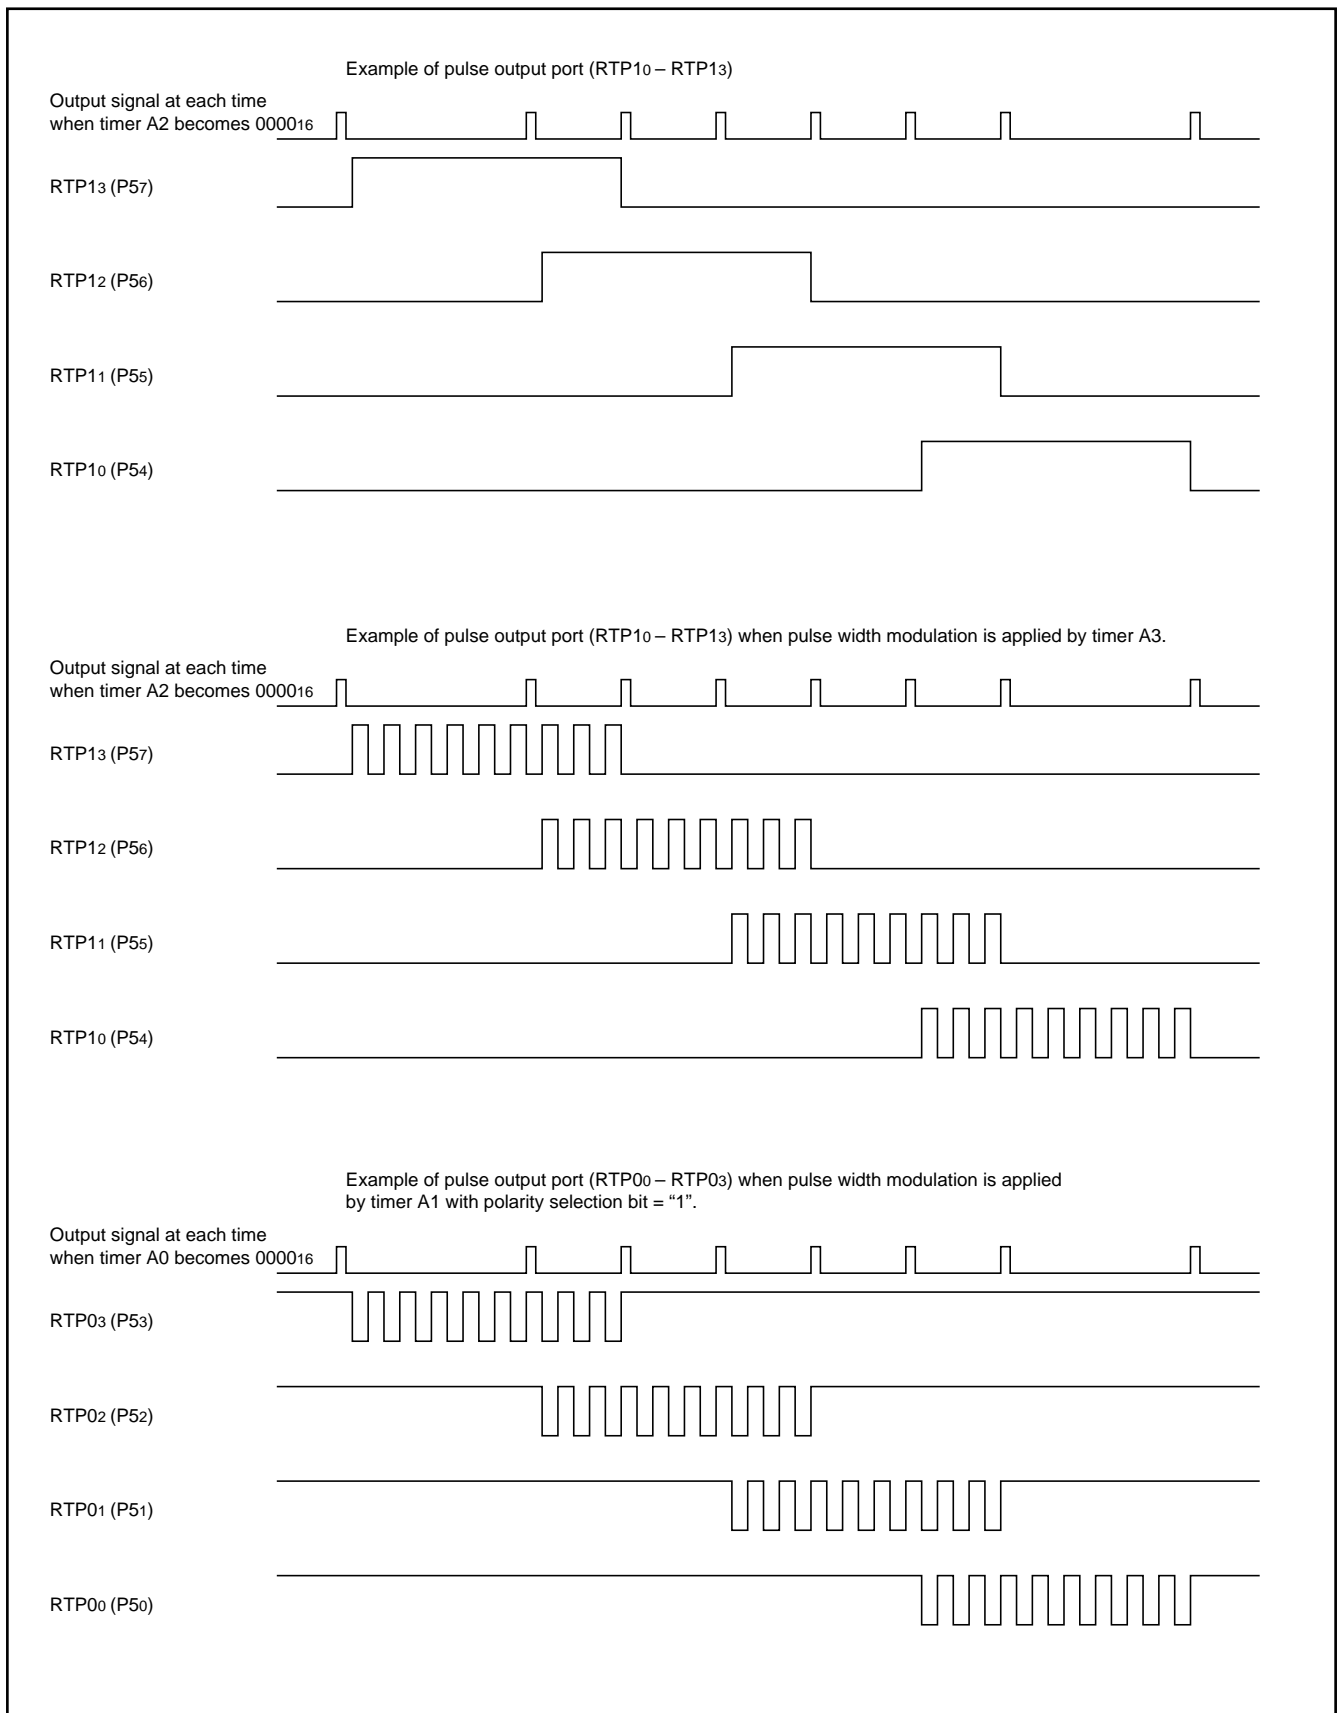 Example of pulse output port (RTP1₀ – RTP1₃)
Output signal at each time
when timer A2 becomes 0000₁₆
RTP1₃ (P5₇)
RTP1₂ (P5₆)
RTP1₁ (P5₅)
RTP1₀ (P5₄)
Example of pulse output port (RTP1₀ – RTP1₃) when pulse width modulation is applied by timer A3.
Output signal at each time
when timer A2 becomes 0000₁₆
RTP1₃ (P5₇)
RTP1₂ (P5₆)
RTP1₁ (P5₅)
RTP1₀ (P5₄)
Example of pulse output port (RTP0₀ – RTP0₃) when pulse width modulation is applied
by timer A1 with polarity selection bit = “1”.
Output signal at each time
when timer A0 becomes 0000₁₆
RTP0₃ (P5₃)
RTP0₂ (P5₂)
RTP0₁ (P5₁)
RTP0₀ (P5₀)